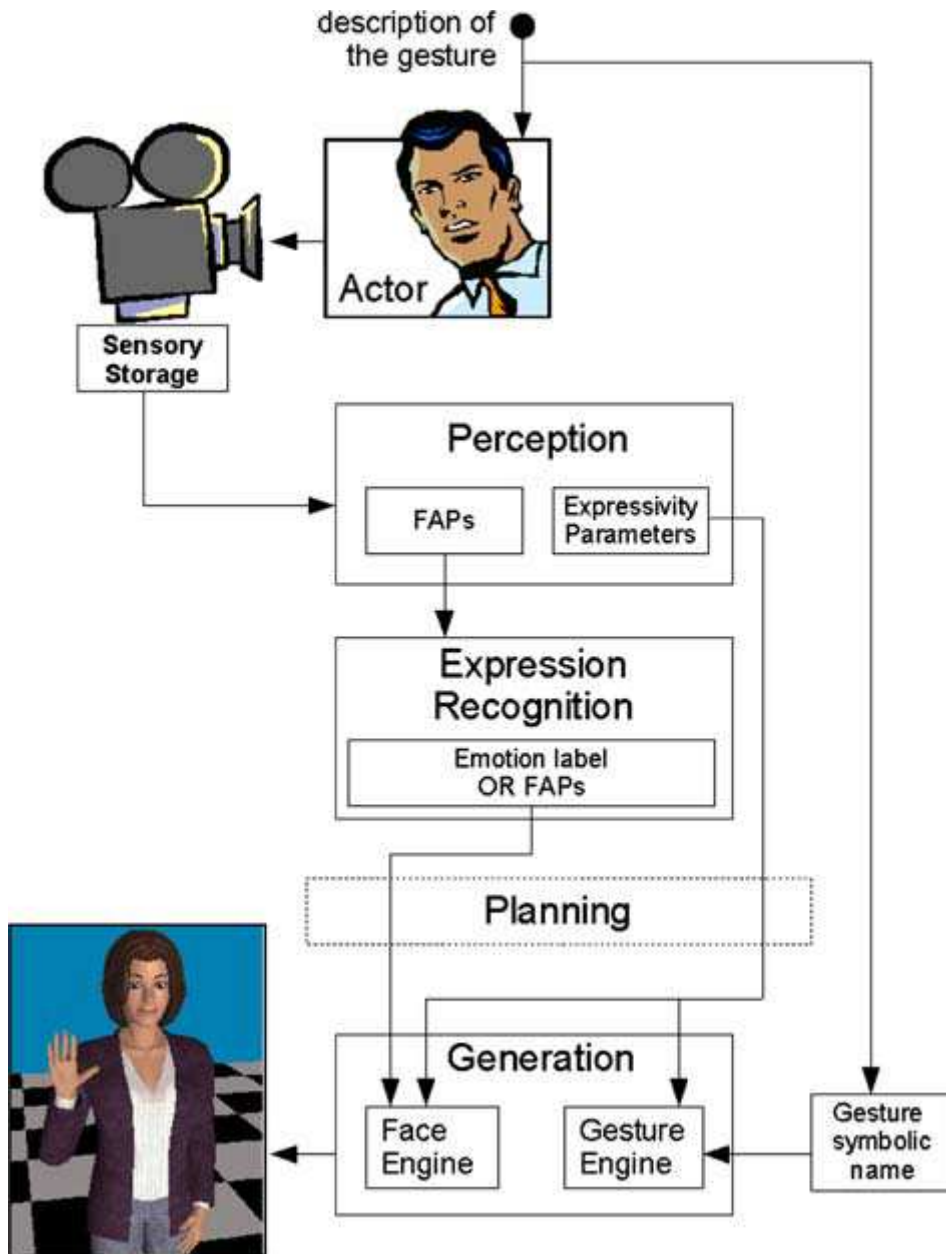 description of
the gesture
Actor
Sensory
Storage
Perception
FAPs
Expressivity
Parameters
Expression
Recognition
Emotion label
OR FAPs
Planning
Generation
Face
Engine
Gesture
Engine
Gesture
symbolic
name